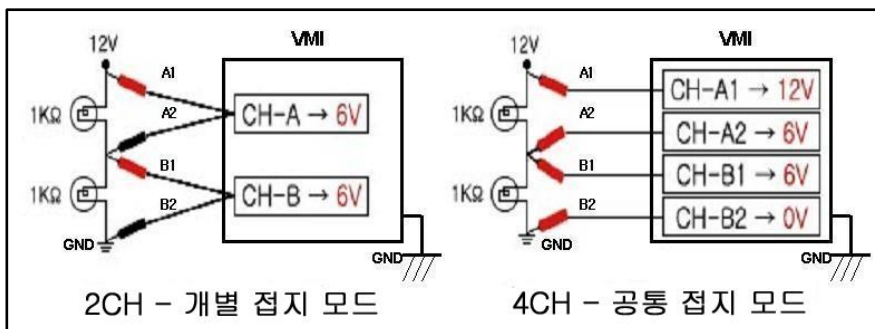 12V
VMI
A1
1KΩ
A2
CH-A → 6V
B1
1KΩ
CH-B → 6V
B2
GND
GND
2CH - 개별 접지 모드
12V
VMI
A1
CH-A1 → 12V
1KΩ
A2
CH-A2 → 6V
B1
CH-B1 → 6V
1KΩ
B2
CH-B2 → 0V
GND
GND
4CH - 공통 접지 모드